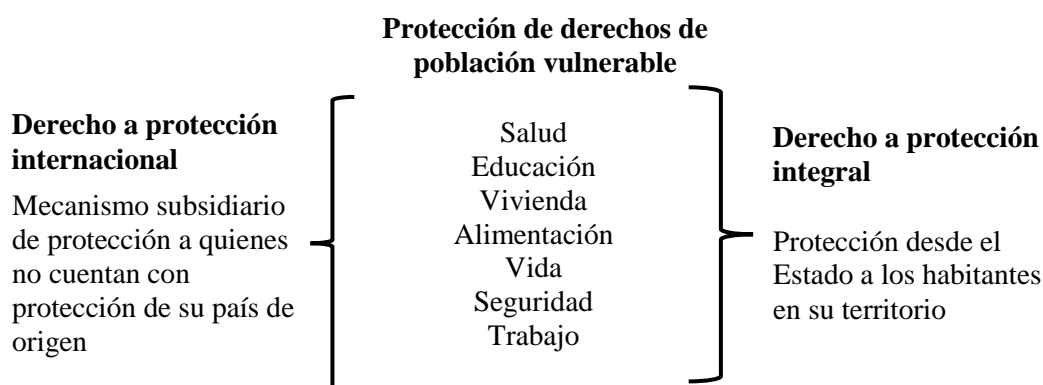 Protección de derechos de
población vulnerable
Derecho a protección
internacional
Mecanismo subsidiario
de protección a quienes
no cuentan con
protección de su país de
origen
Salud
Educación
Vivienda
Alimentación
Vida
Seguridad
Trabajo
Derecho a protección
integral
Protección desde el
Estado a los habitantes
en su territorio